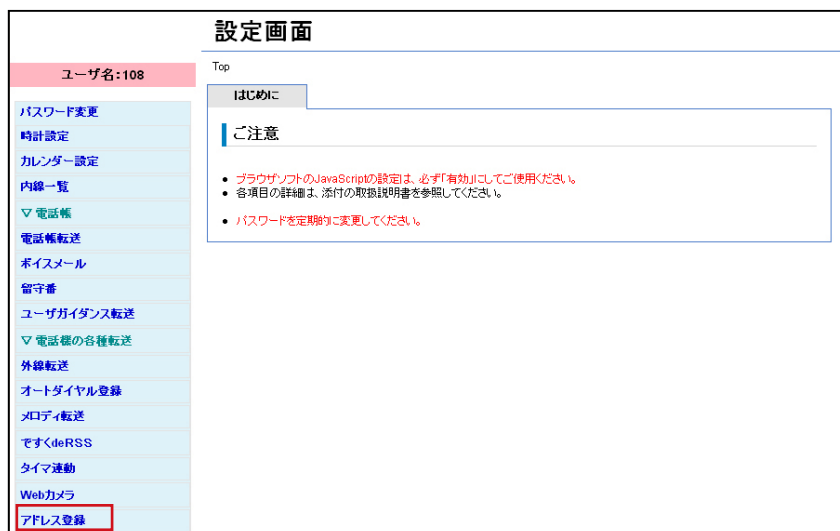 設定画面
ユーザ名:108
パスワード変更
時計設定
カレンダー設定
内線一覧
▽ 電話帳
電話帳転送
ボイスメール
留守番
ユーザガイダンス転送
▽ 電話機の各種転送
外線転送
オートダイヤル登録
メロディ転送
ですくdeRSS
タイマ連動
Webカメラ
アドレス登録
Top
はじめに
ご注意
● ブラウザソフトのJavaScriptの設定は、必ず「有効」にしてご使用ください。
● 各項目の詳細は、添付の取扱説明書を参照してください。
● パスワードを定期的に変更してください。